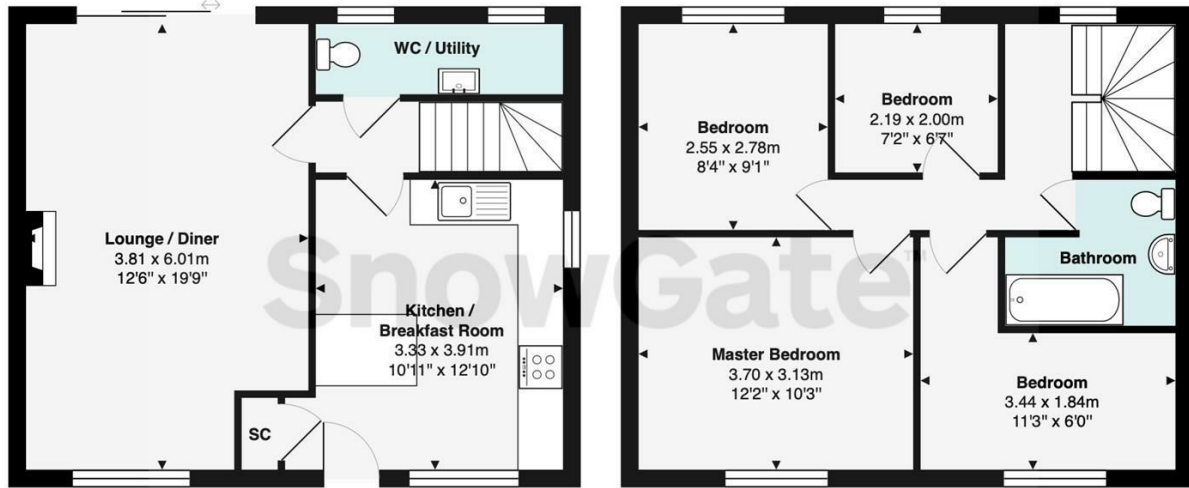 WC / Utility
Lounge / Diner
3.81 x 6.01m
12'6" x 19'9"
Kitchen /
Breakfast Room
3.33 x 3.91m
10'11" x 12'10"
SC
Bedroom
2.55 x 2.78m
8'4" x 9'1"
Bedroom
2.19 x 2.00m
7'2" x 6'7"
Bathroom
Master Bedroom
3.70 x 3.13m
12'2" x 10'3"
Bedroom
3.44 x 1.84m
11'3" x 6'0"
SnowGate™